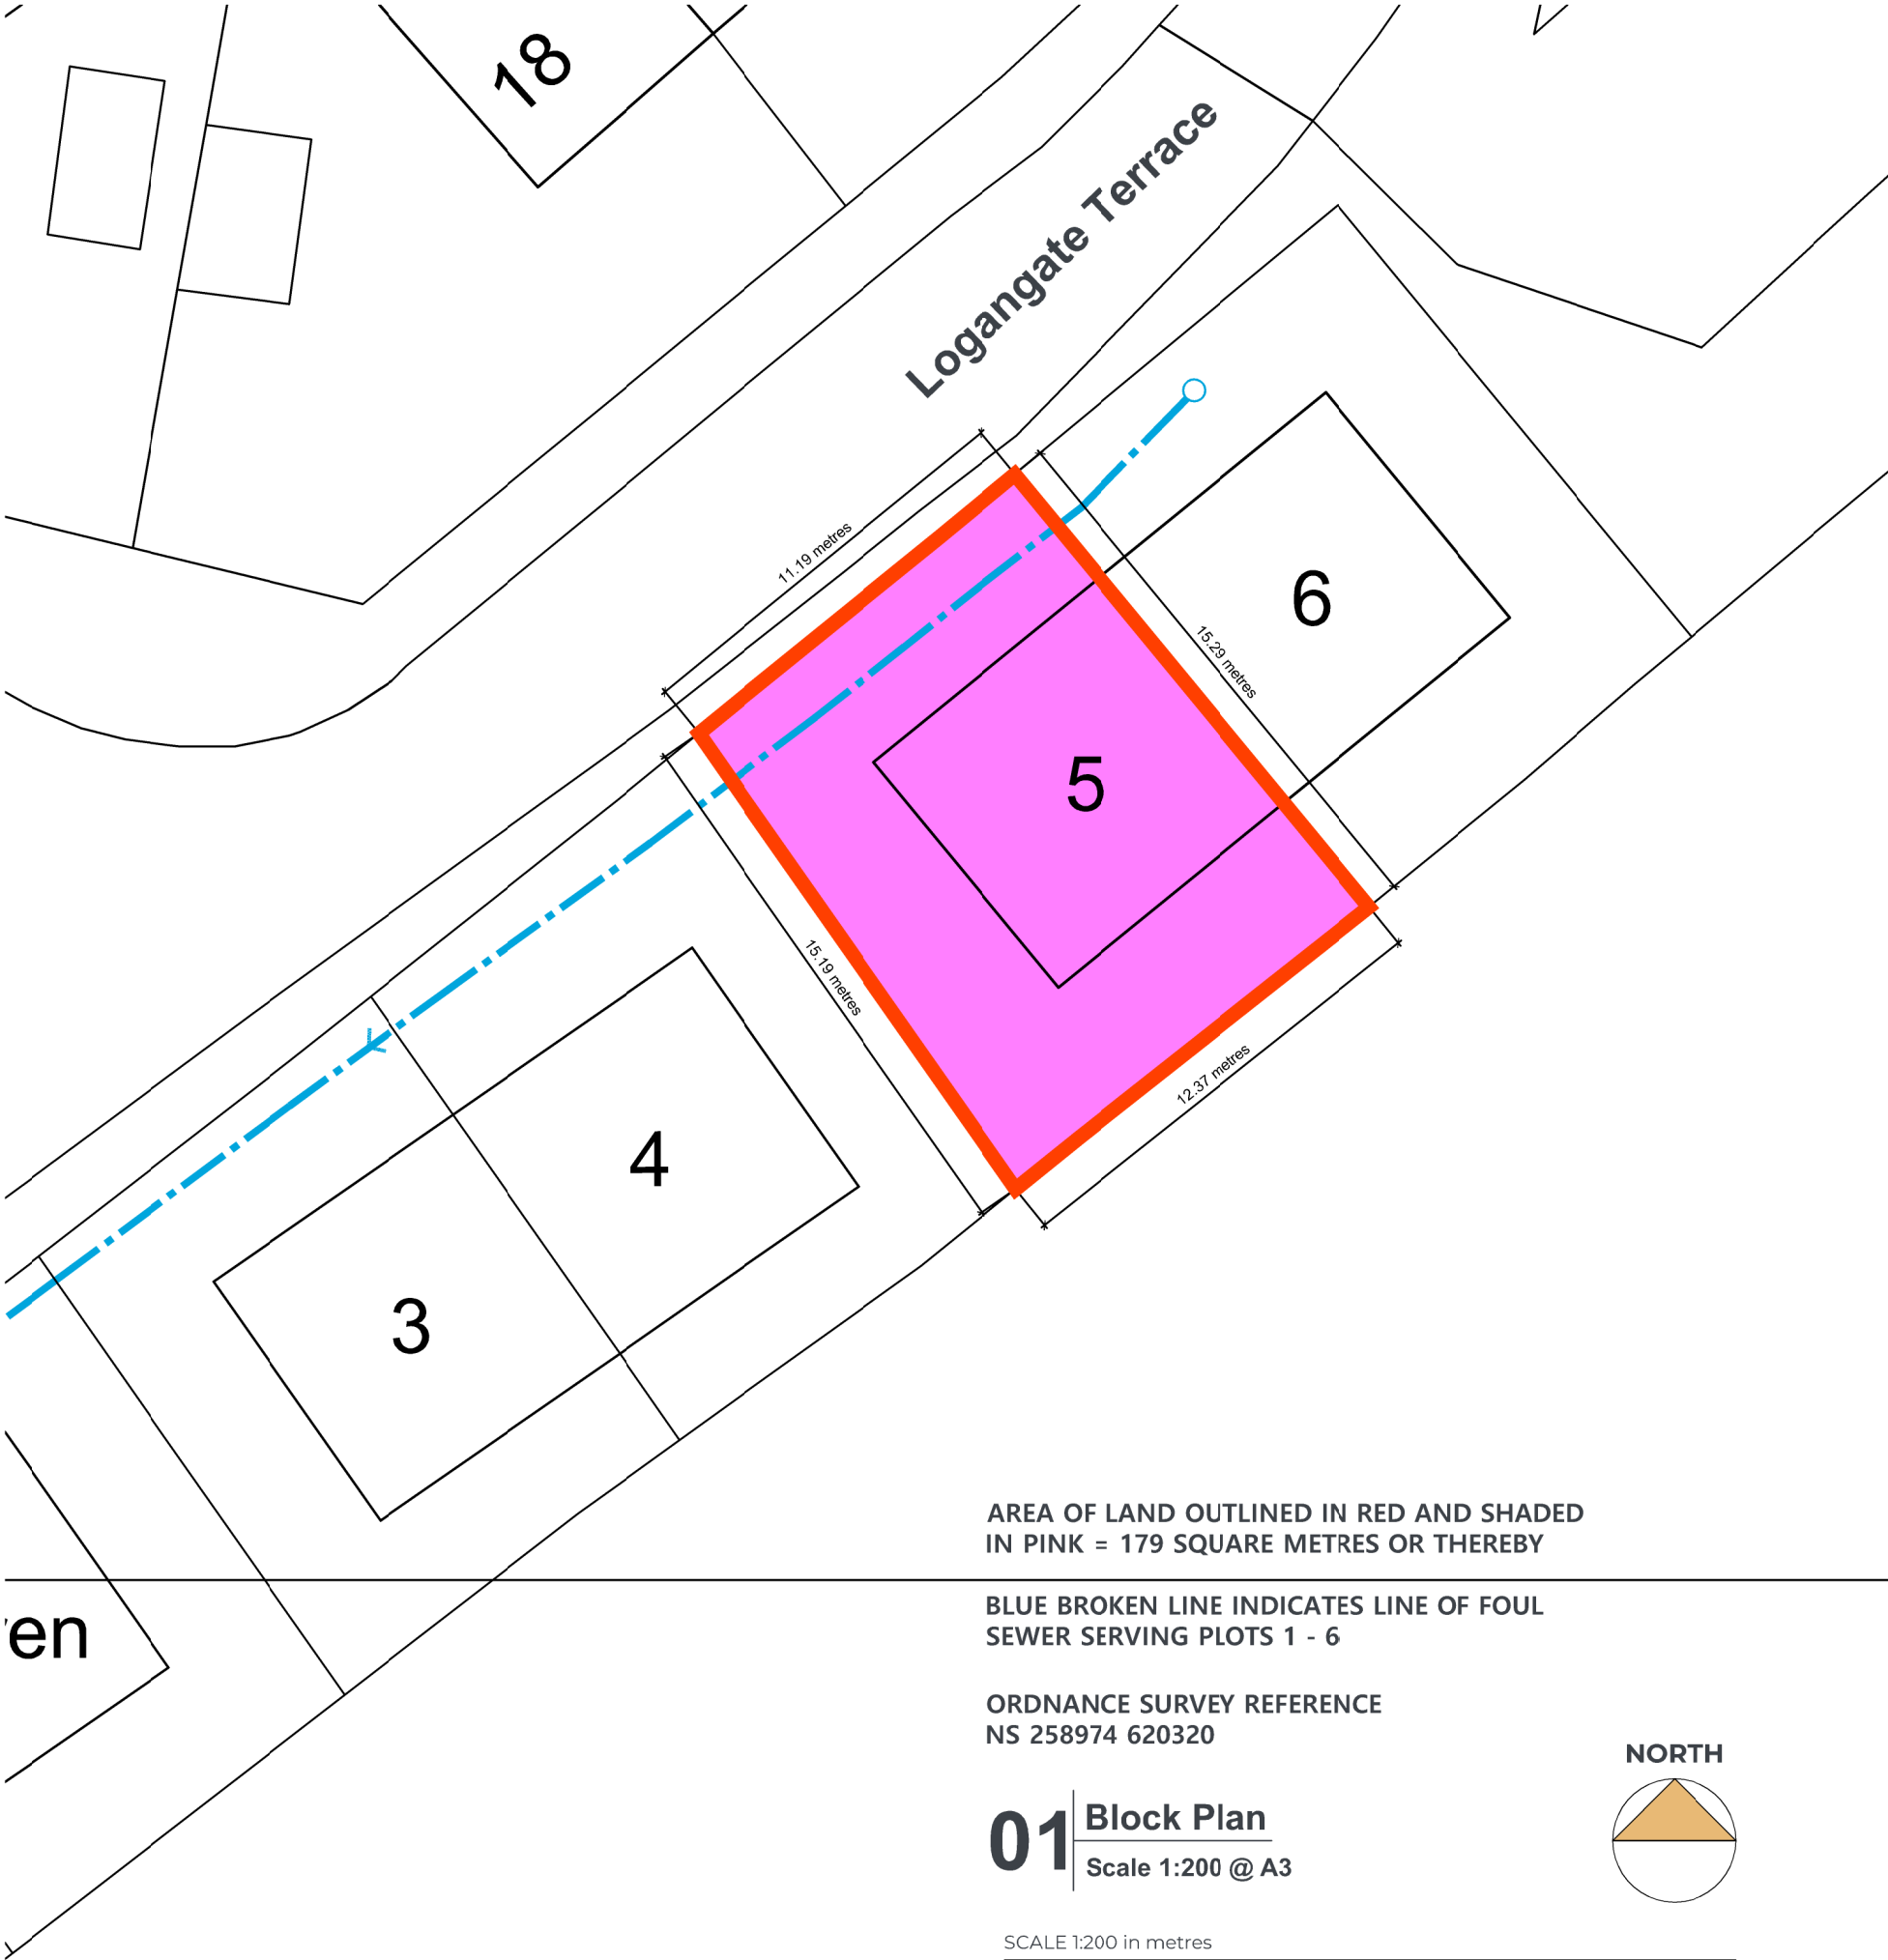 18
Logangate Terrace
11.19 metres
6
15.29 metres
5
15.19 metres
12.37 metres
4
3
AREA OF LAND OUTLINED IN RED AND SHADED
IN PINK = 179 SQUARE METRES OR THEREBY
BLUE BROKEN LINE INDICATES LINE OF FOUL
SEWER SERVING PLOTS 1 - 6
en
ORDNANCE SURVEY REFERENCE
NS 258974 620320
NORTH
01
Block Plan
Scale 1:200 @ A3
SCALE 1:200 in metres